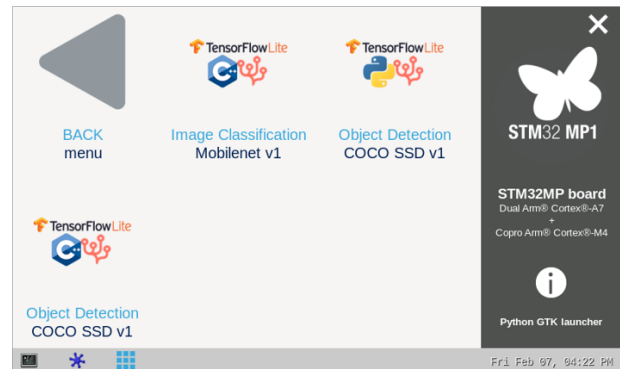 BACK
menu
TensorFlowLite
Image Classification
Mobilenet v1
TensorFlowLite
Object Detection
COCO SSD v1
TensorFlowLite
Object Detection
COCO SSD v1
STM32 MP1
STM32MP board
Dual Arm® Cortex®-A7
+
Copro Arm® Cortex®-M4
i
Python GTK launcher
Fri Feb 07, 04:22 PM